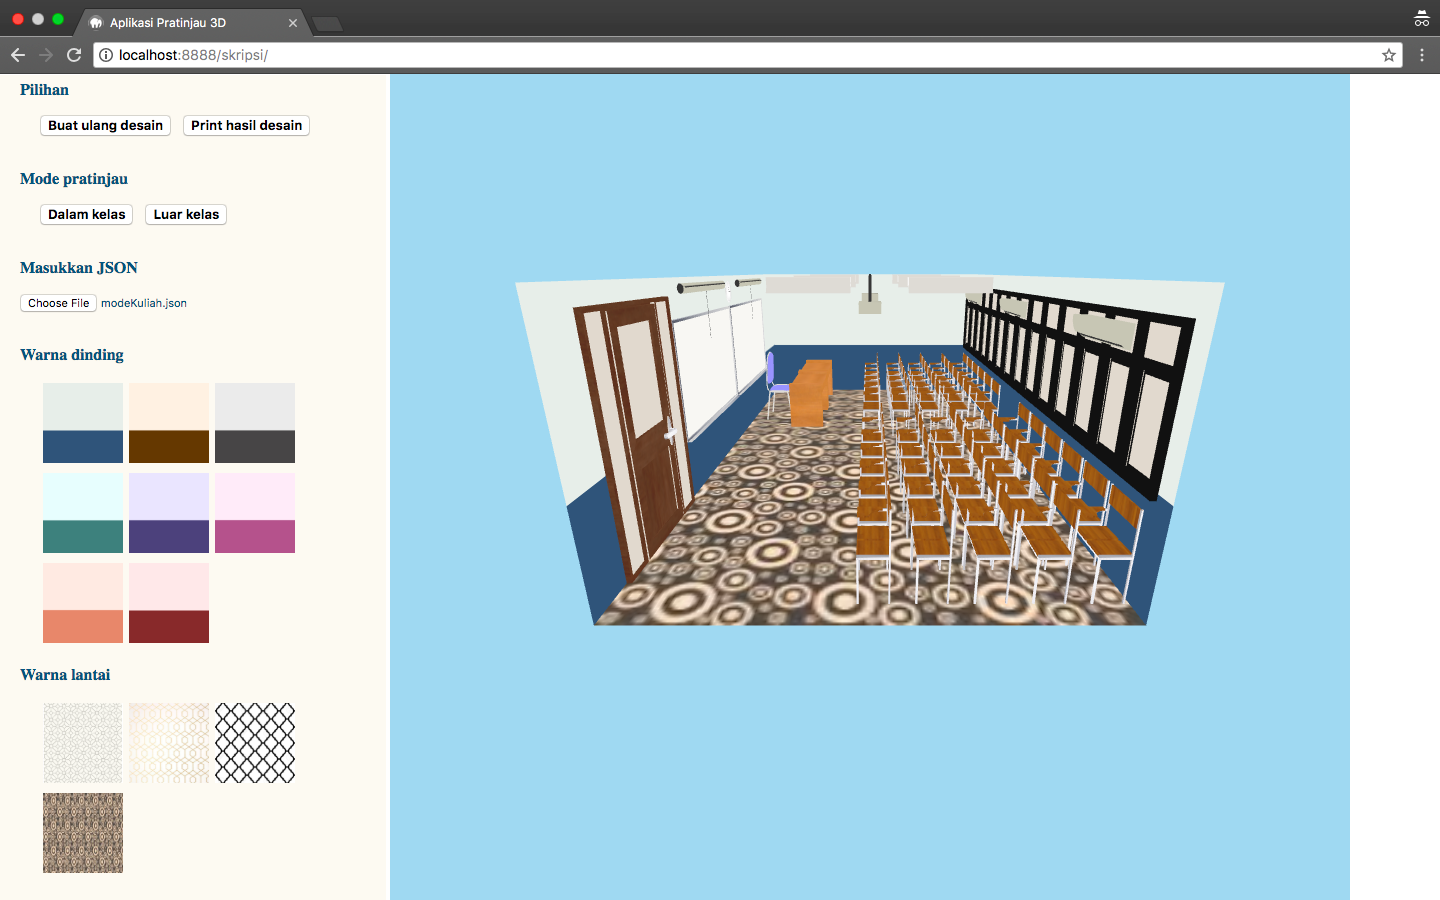 Aplikasi Pratinjau 3D
localhost:8888/skripsi/
Pilihan
Buat ulang desain Print hasil desain
Mode pratinjau
Dalam kelas Luar kelas
Masukkan JSON
Choose File modeKuliah.json
Warna dinding
Warna lantai